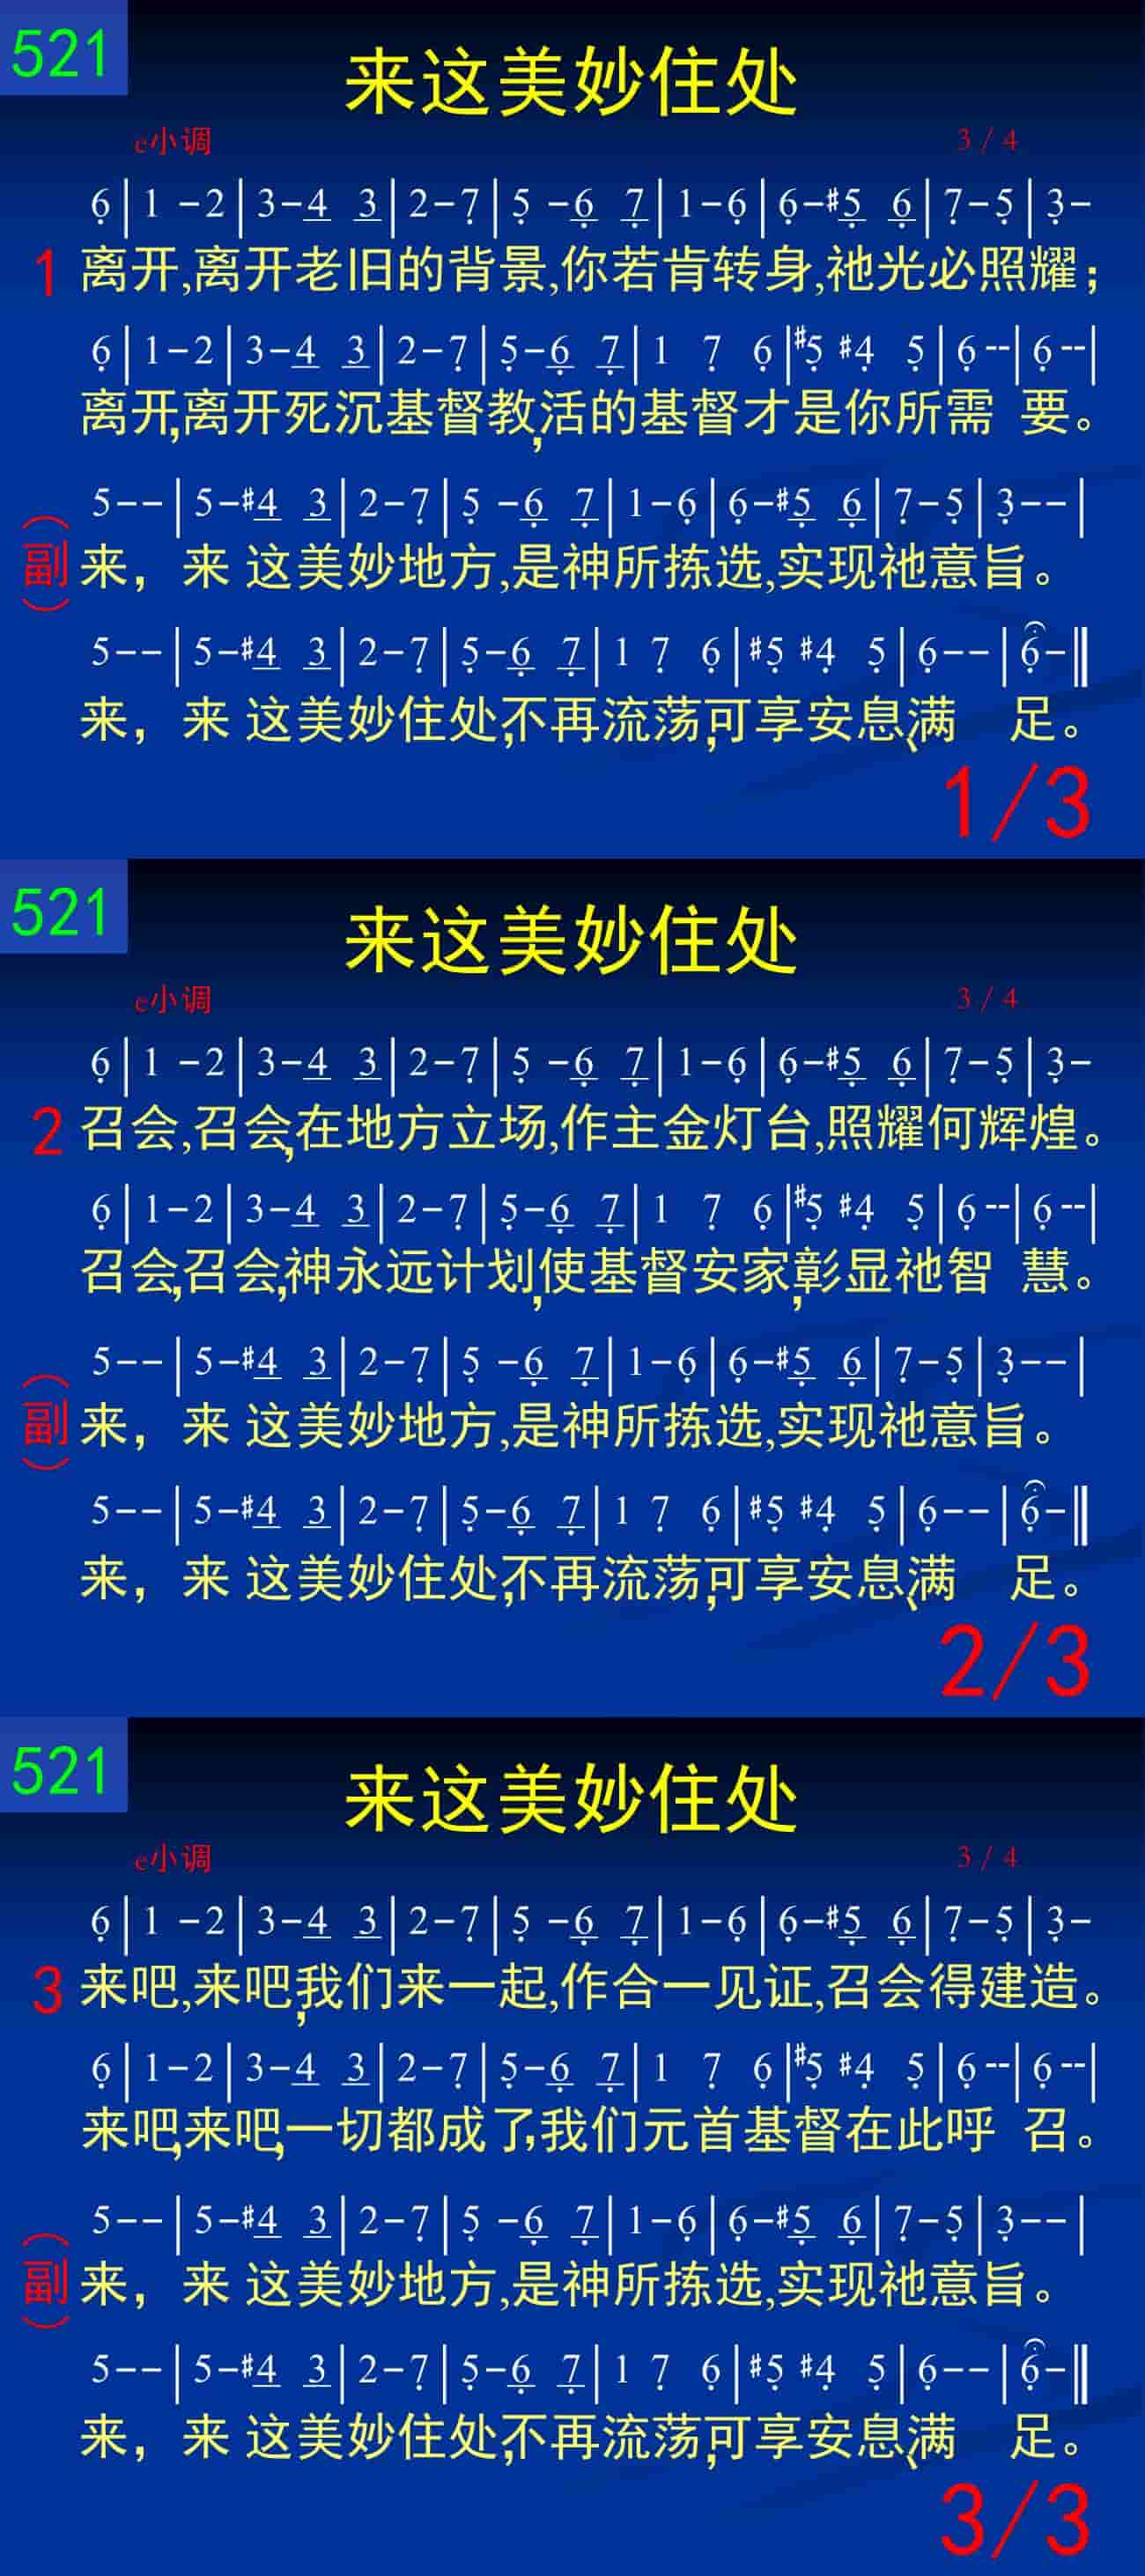 521
来这美妙住处
e小调 3/4
6|1 -2|3-4 3|2-7|5 -6 7|1-6|6-#5 6|7-5|3-
1 离开,离开老旧的背景,你若肯转身,祂光必照耀;
6|1-2|3-4 3|2-7|5-6 7|1 7 6|#5 #4 5|6--|6--|
离开,离开死沉基督教,活的基督才是你所需 要。
5--|5-#4 3|2-7|5 -6 7|1-6|6-#5 6|7-5|3--|
(副) 来, 来 这美妙地方,是神所拣选,实现祂意旨。
5--|5-#4 3|2-7|5-6 7|1 7 6|#5 #4 5|6--|6-‖
来, 来 这美妙住处,不再流荡,可享安息、满 足。
1/3
521
来这美妙住处
e小调 3/4
6|1 -2|3-4 3|2-7|5 -6 7|1-6|6-#5 6|7-5|3-
2 召会,召会,在地方立场,作主金灯台,照耀何辉煌。
6|1-2|3-4 3|2-7|5-6 7|1 7 6|#5 #4 5|6--|6--|
召会,召会,神永远计划,使基督安家,彰显祂智 慧。
5--|5-#4 3|2-7|5 -6 7|1-6|6-#5 6|7-5|3--|
(副) 来, 来 这美妙地方,是神所拣选,实现祂意旨。
5--|5-#4 3|2-7|5-6 7|1 7 6|#5 #4 5|6--|6-‖
来, 来 这美妙住处,不再流荡,可享安息、满 足。
2/3
521
来这美妙住处
e小调 3/4
6|1 -2|3-4 3|2-7|5 -6 7|1-6|6-#5 6|7-5|3-
3 来吧,来吧,我们来一起,作合一见证,召会得建造。
6|1-2|3-4 3|2-7|5-6 7|1 7 6|#5 #4 5|6--|6--|
来吧,来吧,一切都成了,我们元首基督在此呼 召。
5--|5-#4 3|2-7|5 -6 7|1-6|6-#5 6|7-5|3--|
(副) 来, 来 这美妙地方,是神所拣选,实现祂意旨。
5--|5-#4 3|2-7|5-6 7|1 7 6|#5 #4 5|6--|6-‖
来, 来 这美妙住处,不再流荡,可享安息、满 足。
3/3